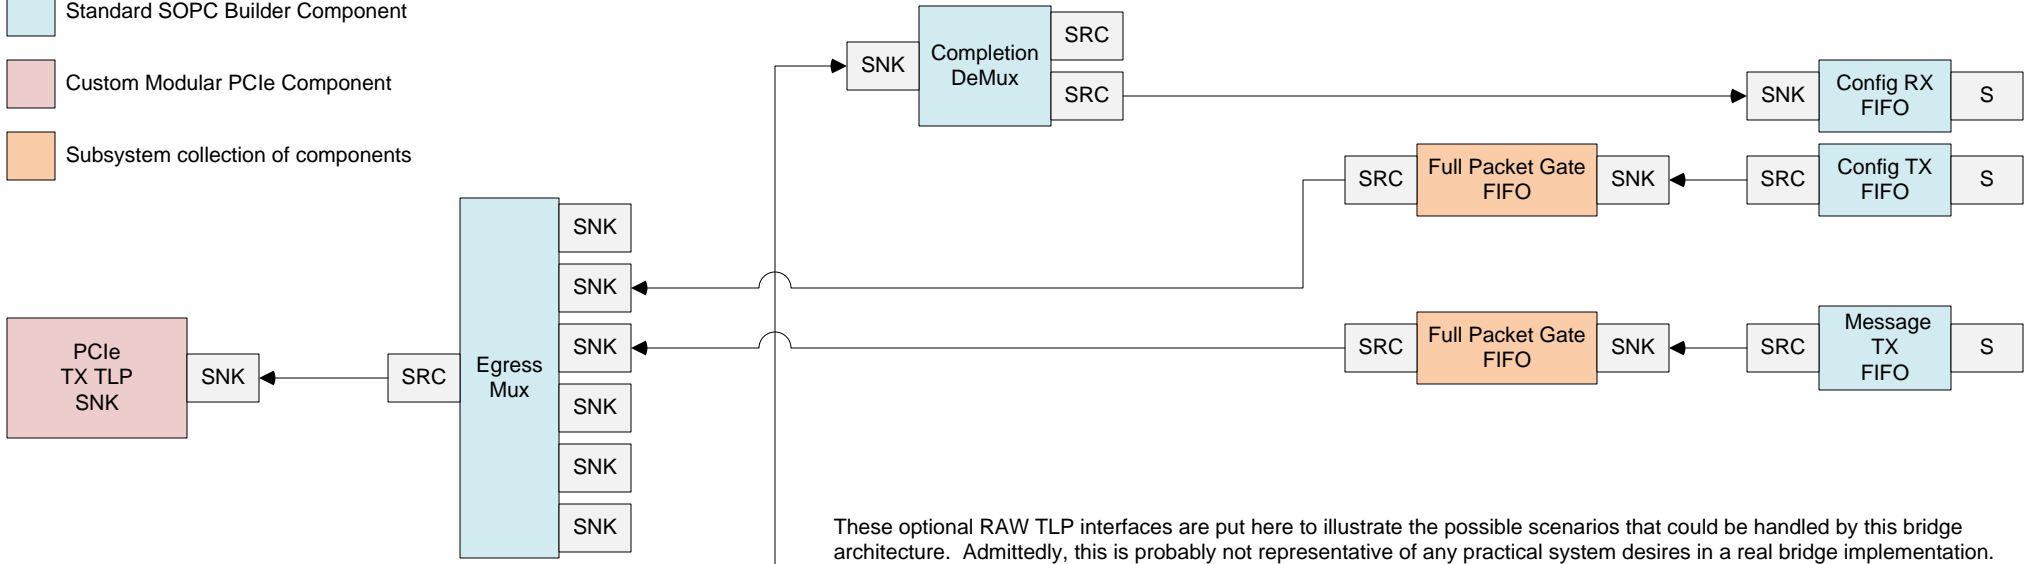 Standard SOPC Builder Component
Custom Modular PCIe Component
Subsystem collection of components
SNK
Completion
DeMux
SRC
SRC
SNK
Config RX
FIFO
S
SRC
Full Packet Gate
FIFO
SNK
SRC
Config TX
FIFO
S
PCIe
TX TLP
SNK
SNK
SRC
Egress
Mux
SNK
SNK
SNK
SNK
SNK
SNK
SRC
Full Packet Gate
FIFO
SNK
SRC
Message
TX
FIFO
S
These optional RAW TLP interfaces are put here to illustrate the possible scenarios that could be handled by this bridge
architecture.  Admittedly, this is probably not representative of any practical system desires in a real bridge implementation.